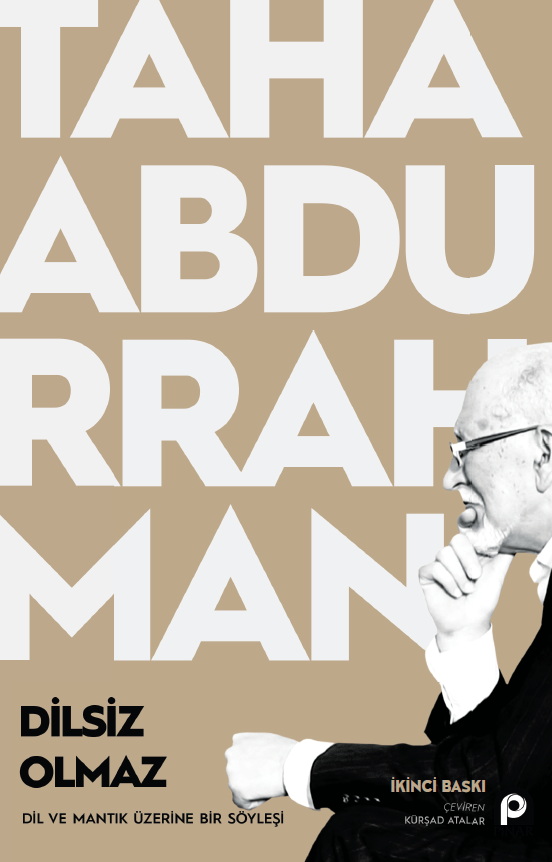 TAHA
ABDU
RRAH
MAN
DİLSİZ
OLMAZ
DİL VE MANTIK ÜZERİNE BİR SÖYLEŞİ
İKİNCİ BASKI
ÇEVİREN
KÜRŞAD ATALAR
p